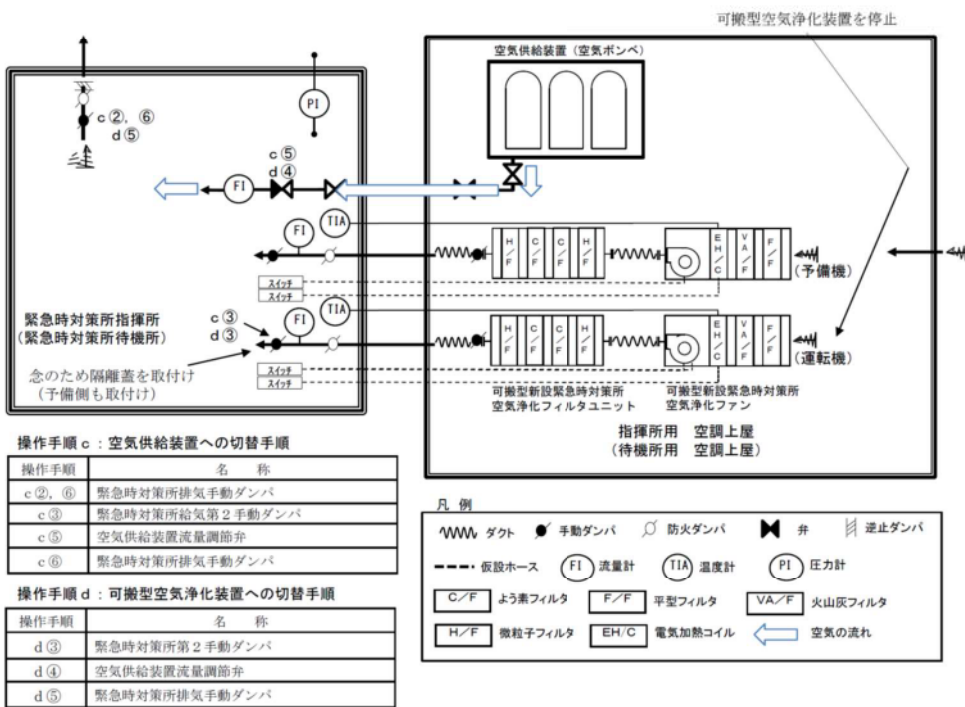 可搬型空気浄化装置を停止
空気供給装置（空気ボンベ）
PI
c②, ⑥
d⑤
c⑤
d④
FI
TIA
FI
H/F
C/F
C/F
H/F
EH/C
VA/F
F/F
（予備機）
スイッチ
スイッチ
緊急時対策所指揮所
（緊急時対策所待機所）
c③
d③
FI
TIA
H/F
C/F
C/F
H/F
EH/C
VA/F
F/F
（運転機）
スイッチ
スイッチ
念のため隔離蓋を取付け
（予備側も取付け）
可搬型新設緊急時対策所
空気浄化フィルタユニット
可搬型新設緊急時対策所
空気浄化ファン
指揮所用 空調上屋
（待機所用 空調上屋）
操作手順c：空気供給装置への切替手順
操作手順 名 称
c②, ⑥ 緊急時対策所排気手動ダンパ
c③ 緊急時対策所給気第２手動ダンパ
c⑤ 空気供給装置流量調節弁
c⑥ 緊急時対策所排気手動ダンパ
操作手順d：可搬型空気浄化装置への切替手順
操作手順 名 称
d③ 緊急時対策所第２手動ダンパ
d④ 空気供給装置流量調節弁
d⑤ 緊急時対策所排気手動ダンパ
凡 例
ダクト 手動ダンパ 防火ダンパ 弁 逆止ダンパ
仮設ホース FI 流量計 TIA 温度計 PI 圧力計
C/F よう素フィルタ F/F 平型フィルタ VA/F 火山灰フィルタ
H/F 微粒子フィルタ EH/C 電気加熱コイル 空気の流れ